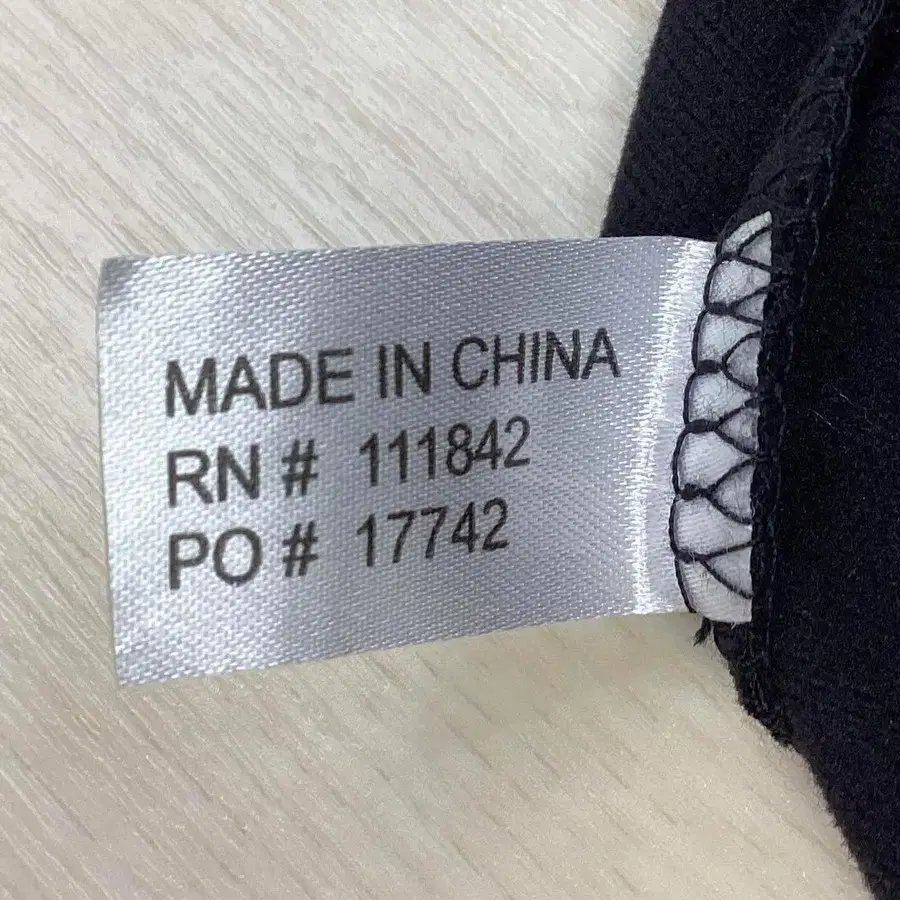 MADE IN CHINA
RN # 111842
PO # 17742